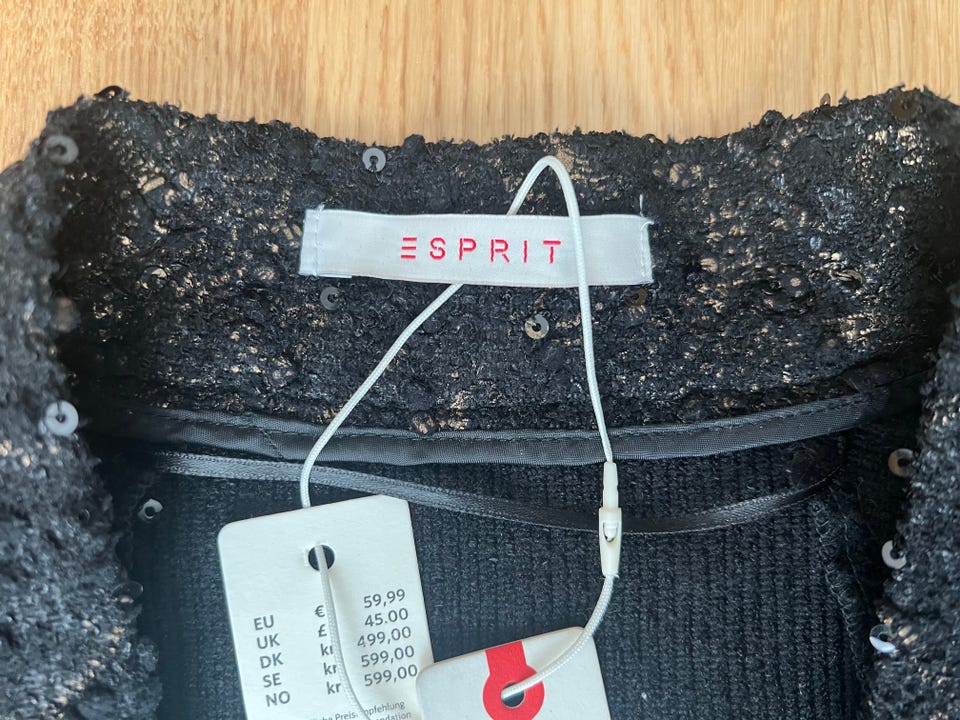 ESPRIT
EU € 59,99
UK £ 45.00
DK kr 499,00
SE kr 599,00
NO kr 599,00